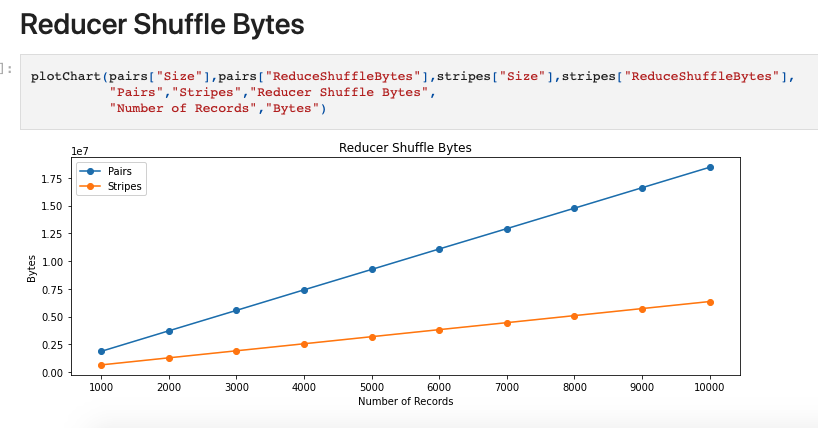 Reducer Shuffle Bytes
]:
plotChart(pairs["Size"],pairs["ReduceShuffleBytes"],stripes["Size"],stripes["ReduceShuffleBytes"],
"Pairs","Stripes","Reducer Shuffle Bytes",
"Number of Records","Bytes")
Reducer Shuffle Bytes
1e7
Pairs
Stripes
1.75
1.50
1.25
1.00
0.75
0.50
0.25
0.00
Bytes
1000 2000 3000 4000 5000 6000 7000 8000 9000 10000
Number of Records